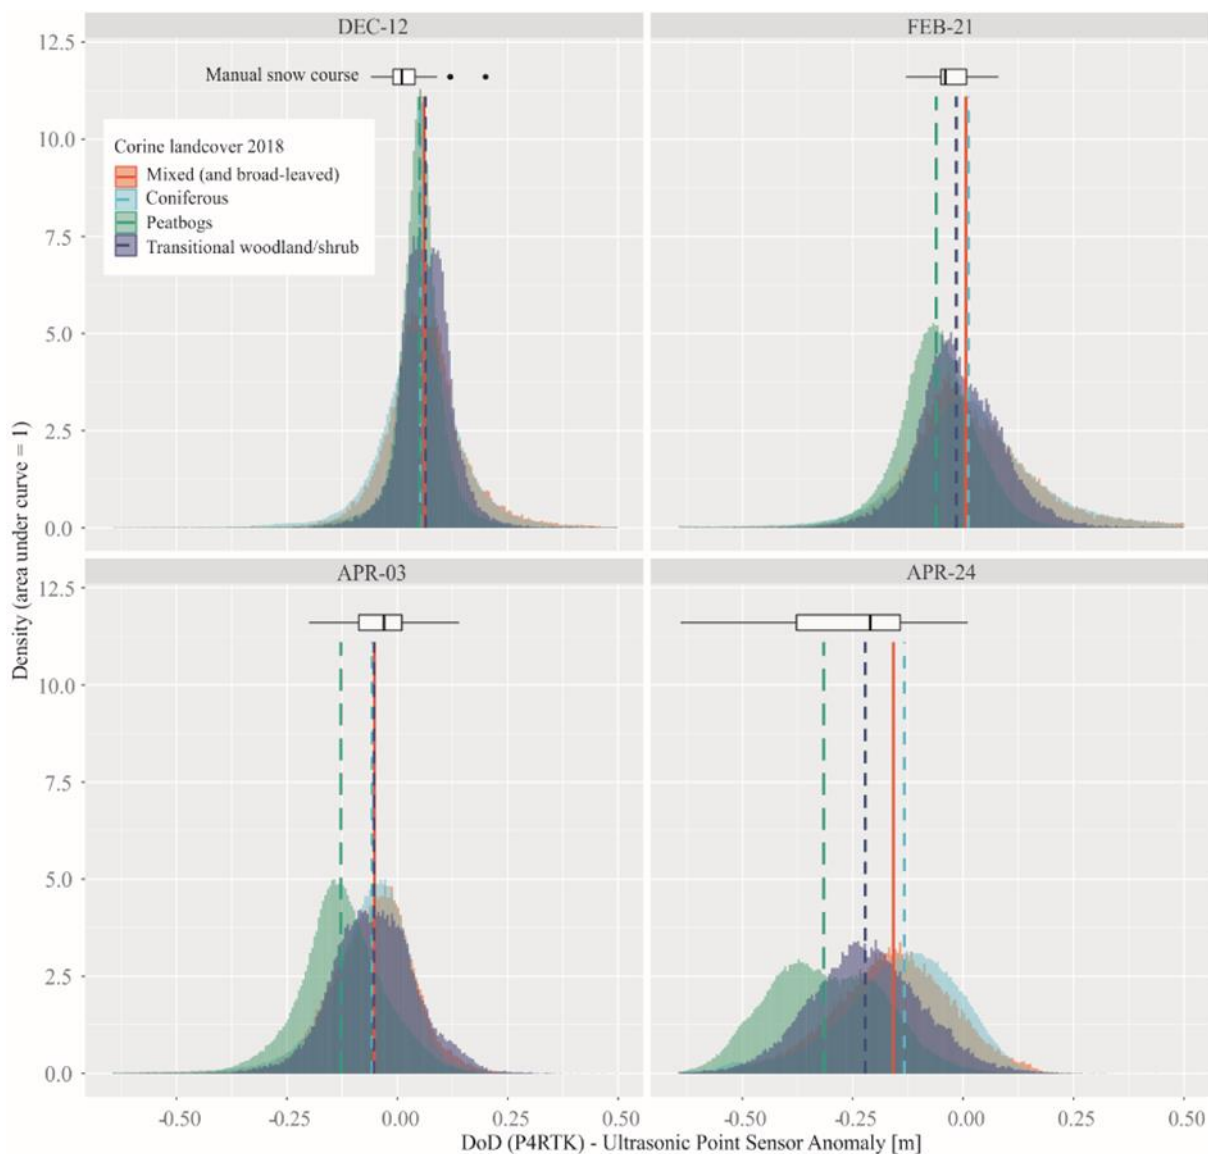 DEC-12
FEB-21
12.5
Manual snow course
10.0
Corine landcover 2018
Mixed (and broad-leaved)
Coniferous
Peatbogs
Transitional woodland/shrub
7.5
5.0
2.5
0.0
APR-03
APR-24
12.5
10.0
7.5
5.0
2.5
0.0
Density (area under curve = 1)
-0.50 -0.25 0.00 0.25 0.50
-0.50 -0.25 0.00 0.25 0.50
DoD (P4RTK) - Ultrasonic Point Sensor Anomaly [m]